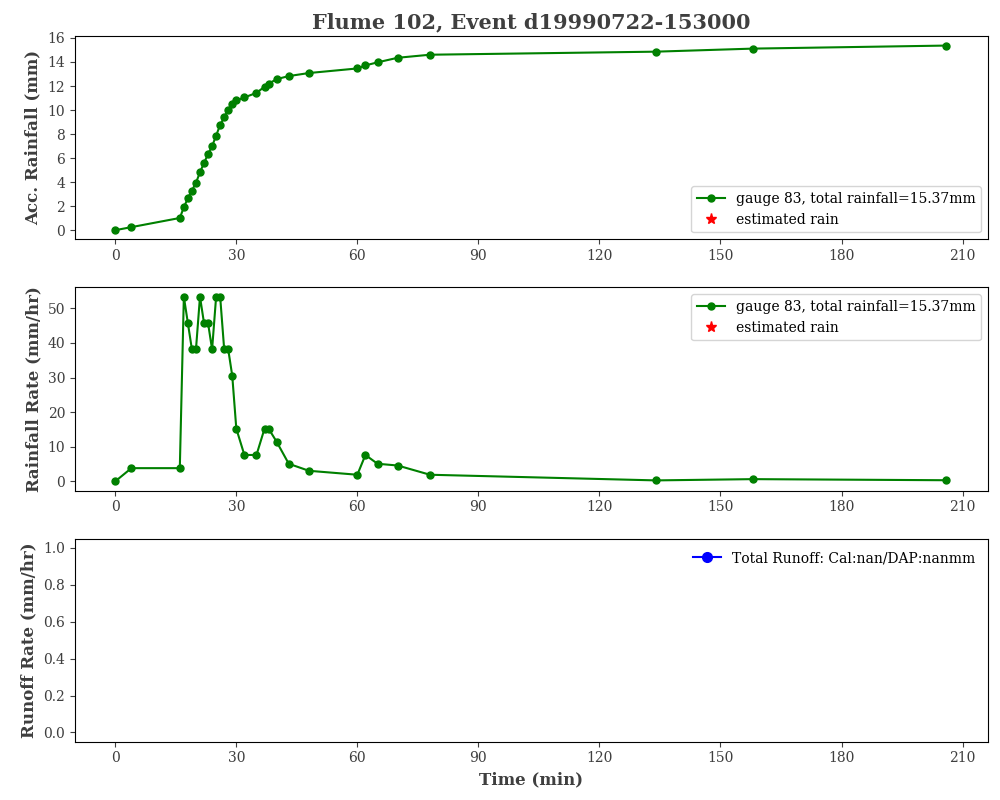 Flume 102, Event d19990722-153000
Acc. Rainfall (mm)
16
14
12
10
8
6
4
2
0
gauge 83, total rainfall=15.37mm
estimated rain
0 30 60 90 120 150 180 210
Rainfall Rate (mm/hr)
50
40
30
20
10
0
gauge 83, total rainfall=15.37mm
estimated rain
0 30 60 90 120 150 180 210
Runoff Rate (mm/hr)
1.0
0.8
0.6
0.4
0.2
0.0
Total Runoff: Cal:nan/DAP:nanmm
0 30 60 90 120 150 180 210
Time (min)